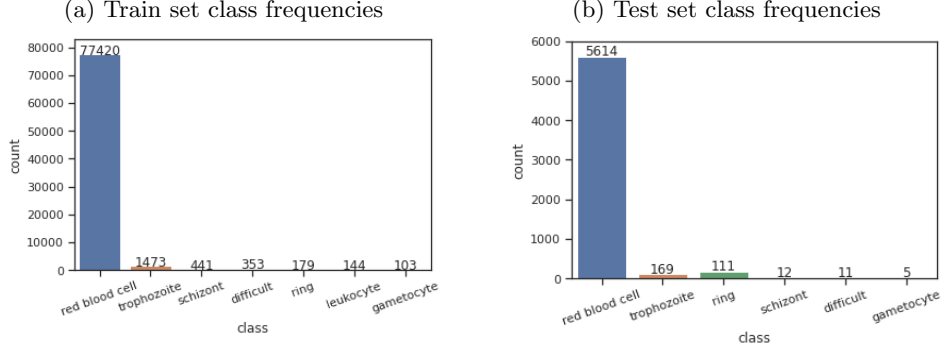 (a) Train set class frequencies
80000
70000
60000
50000
40000
30000
20000
10000
0
count
77420
1473
441
353
179
144
103
red blood cell
trophozoite
schizont
difficult
ring
leukocyte
gametocyte
class
(b) Test set class frequencies
6000
5000
4000
3000
2000
1000
0
count
5614
169
111
12
11
5
red blood cell
trophozoite
ring
schizont
difficult
gametocyte
class